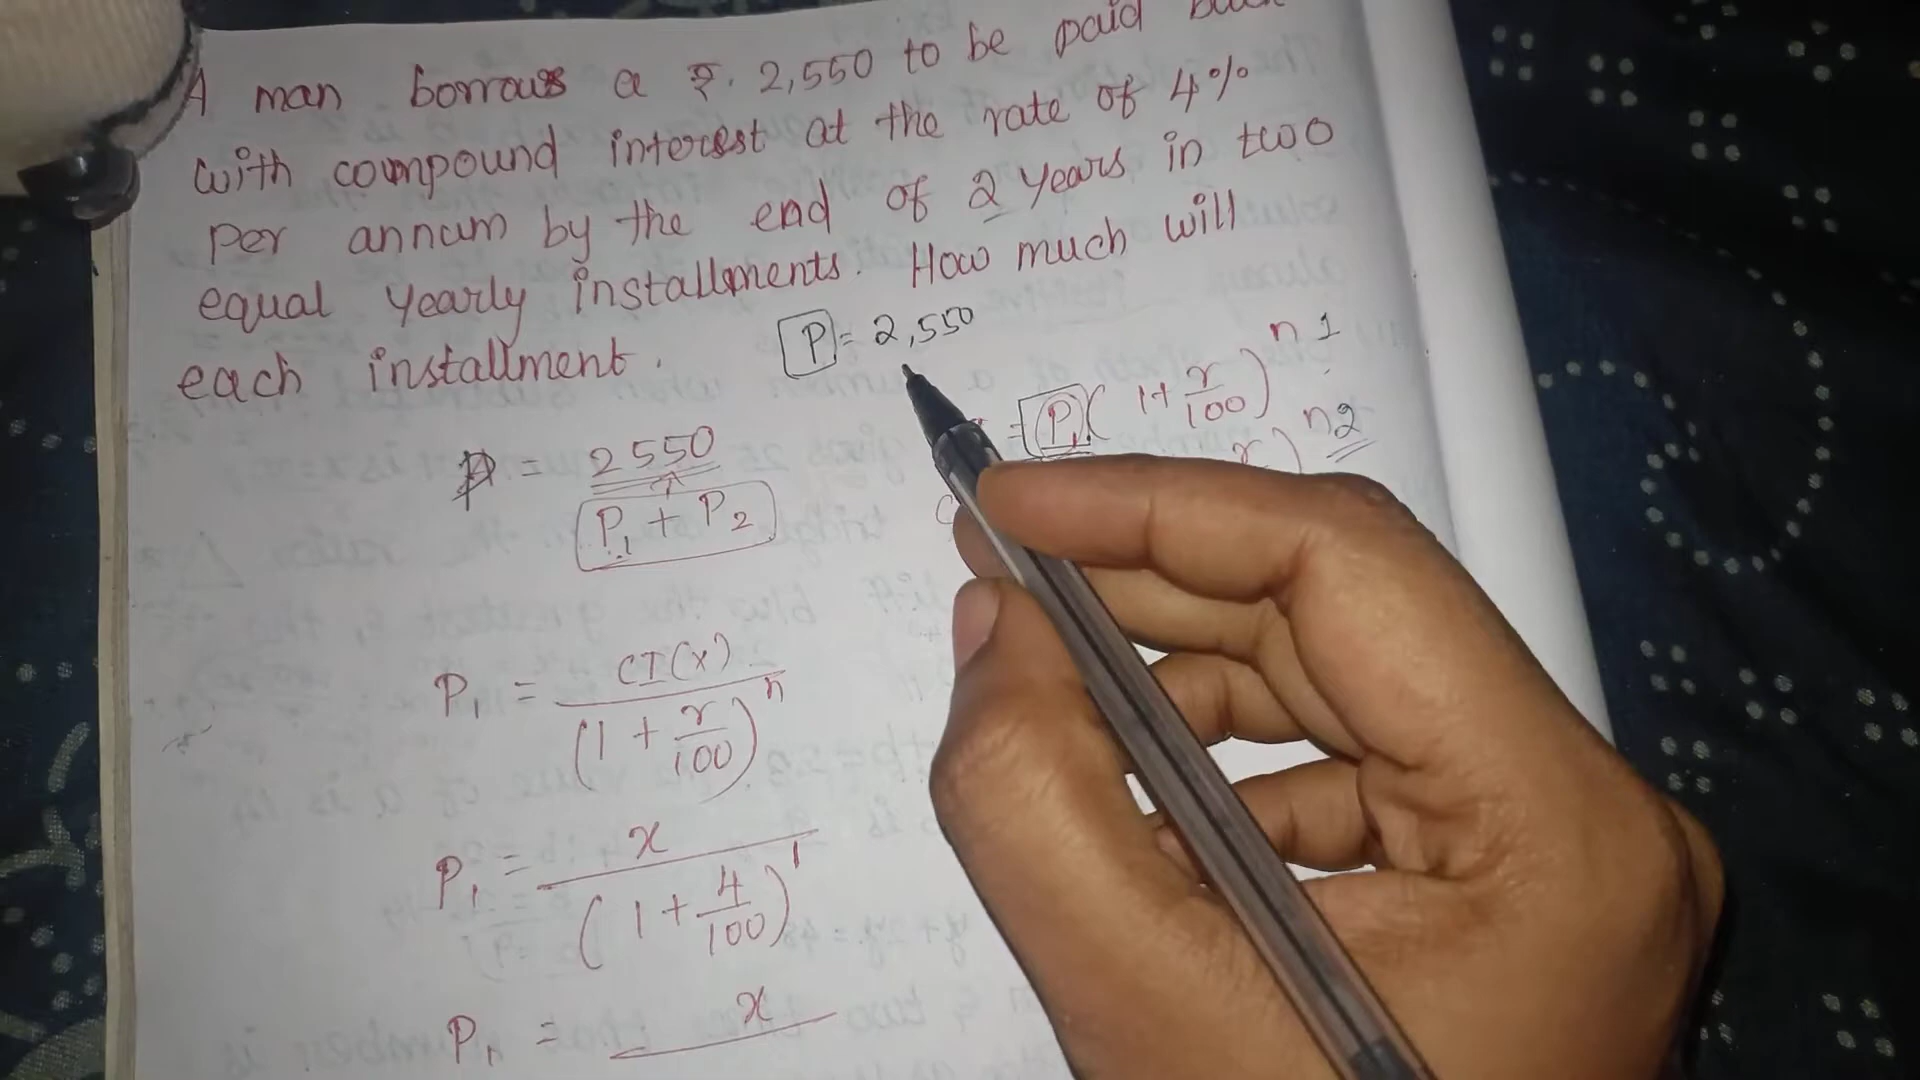 A man borrows a ₹. 2,550 to be paid back
with compound interest at the rate of 4%
per annum by the end of 2 years in two
equal yearly installments. How much will
each installment.
P = 2,550
= P₁(1+r/100)ⁿ 1
r) n2
P = 2550
P₁ + P₂
P₁ = CI(x)/(1 + r/100)ⁿ
P₁ = x/(1 + 4/100)¹
P₁ = x